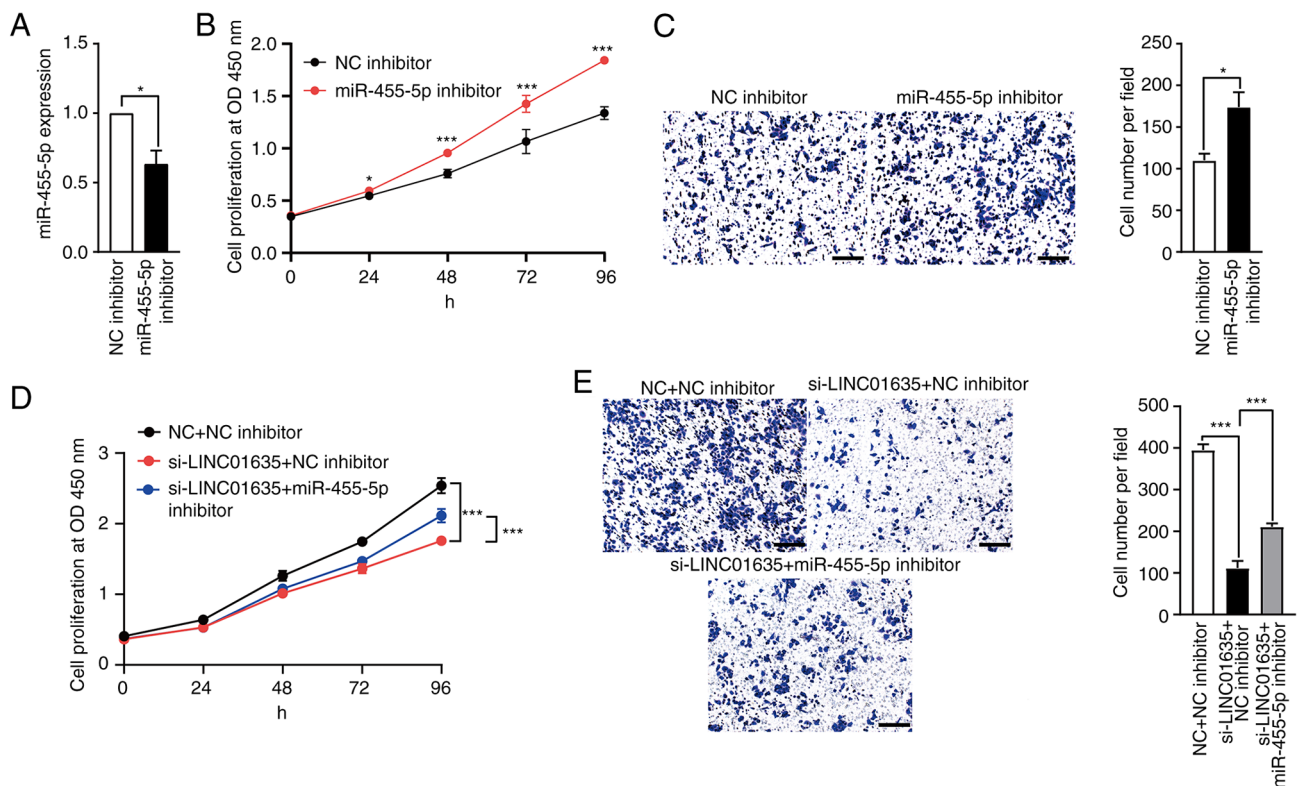 A
1.5
1.0
0.5
0.0
miR-455-5p expression
*
NC inhibitor
miR-455-5p
inhibitor
B
2.0
1.5
1.0
0.5
0.0
Cell proliferation at OD 450 nm
NC inhibitor
miR-455-5p inhibitor
*
***
***
***
0
24
48
72
96
h
C
NC inhibitor
miR-455-5p inhibitor
250
200
150
100
50
0
Cell number per field
*
NC inhibitor
miR-455-5p
inhibitor
D
NC+NC inhibitor
si-LINC01635+NC inhibitor
si-LINC01635+miR-455-5p
inhibitor
3
2
1
0
Cell proliferation at OD 450 nm
***
***
0
24
48
72
96
h
E
NC+NC inhibitor
si-LINC01635+NC inhibitor
si-LINC01635+miR-455-5p inhibitor
500
400
300
200
100
0
Cell number per field
***
***
NC+NC inhibitor
si-LINC01635+
NC inhibitor
si-LINC01635+
miR-455-5p inhibitor